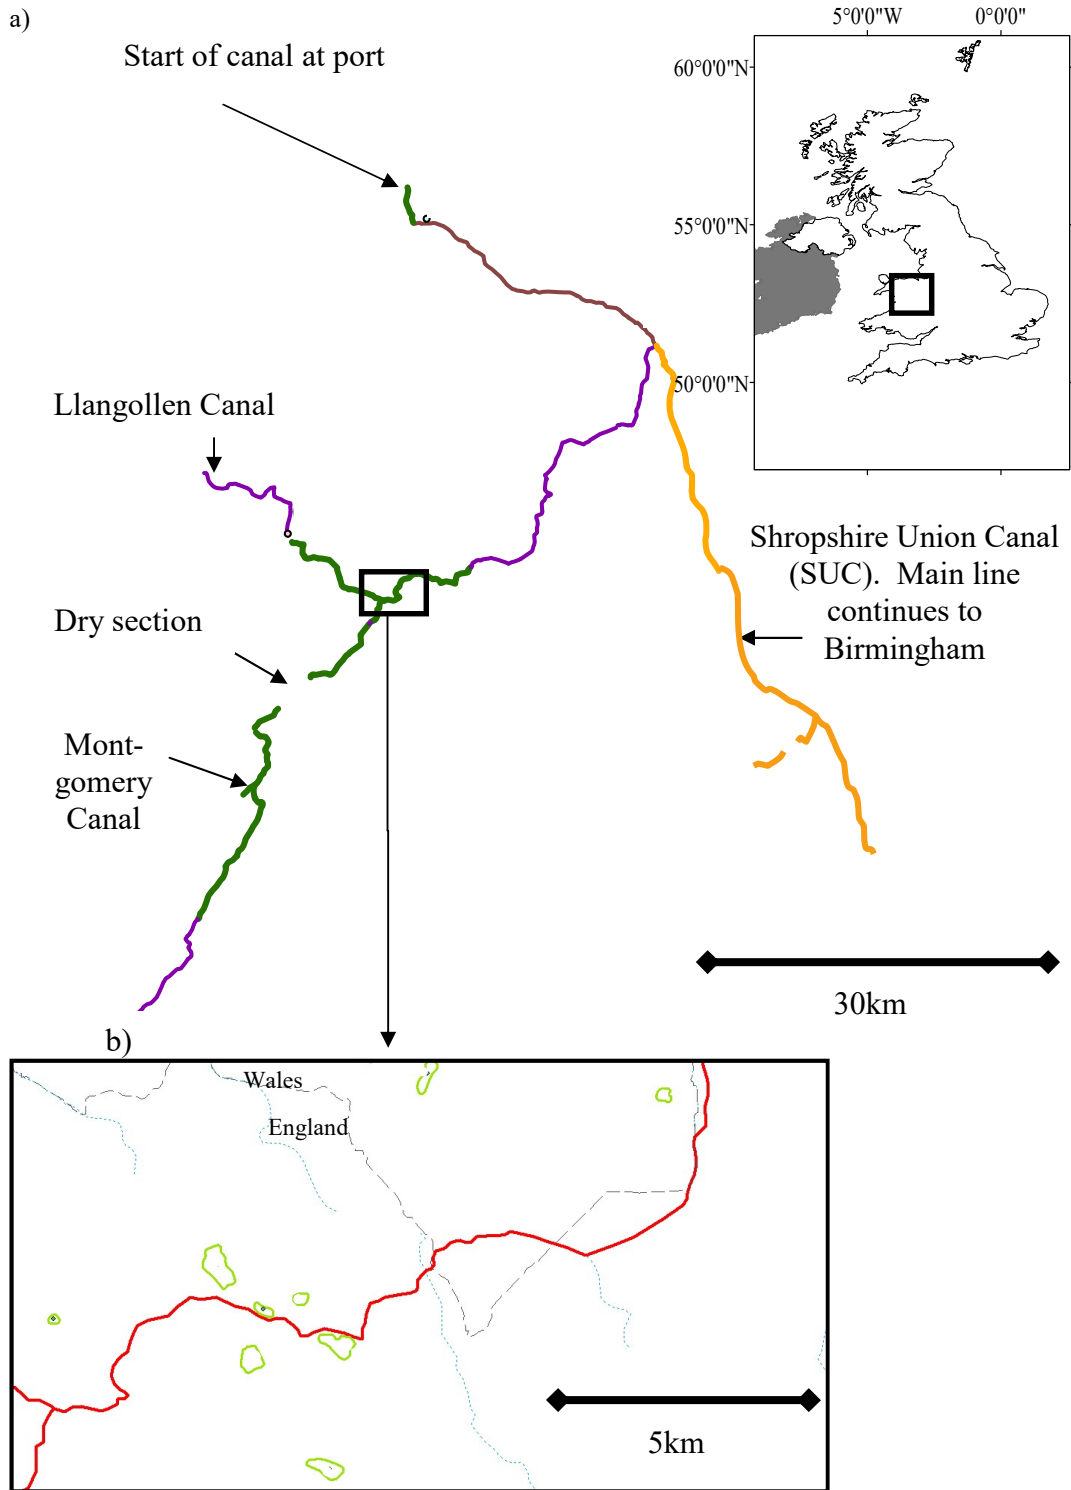 a)
5°0'0"W
0°0'0"
Start of canal at port
60°0'0"N
55°0'0"N
50°0'0"N
Llangollen Canal
Shropshire Union Canal
(SUC).  Main line
continues to
Birmingham
Dry section
Mont-
gomery
Canal
30km
b)
Wales
England
5km